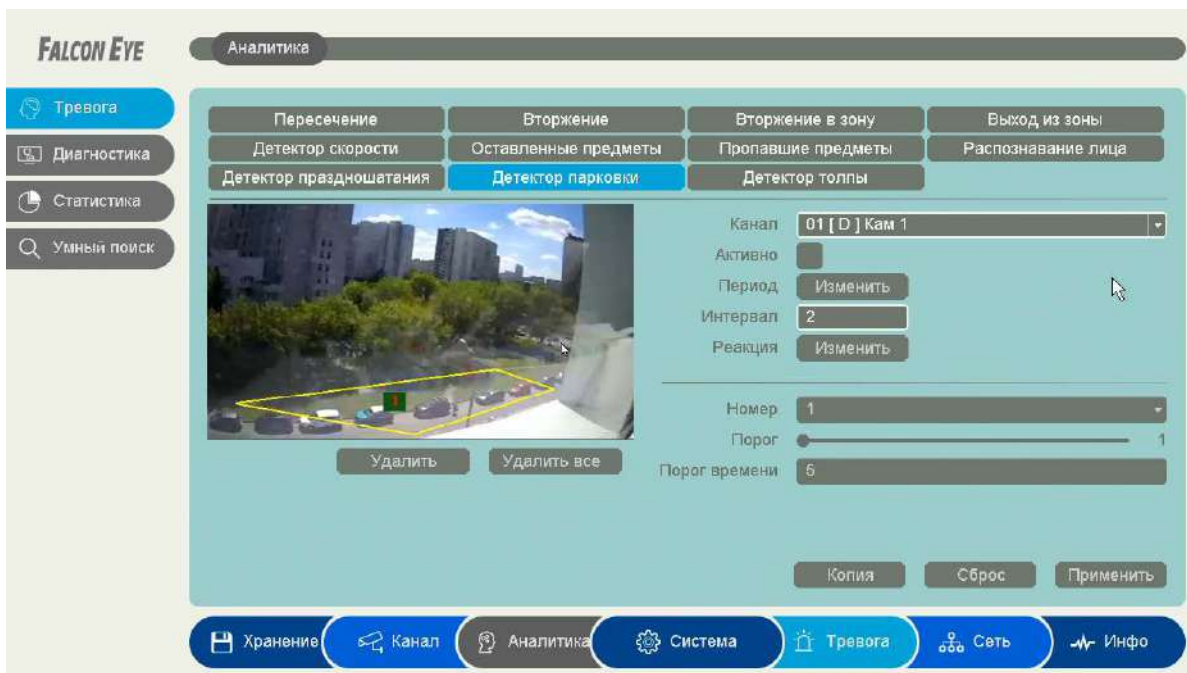 FALCON EYE
Аналитика
Тревога
Диагностика
Статистика
Умный поиск
Пересечение Вторжение Вторжение в зону Выход из зоны
Детектор скорости Оставленные предметы Пропавшие предметы Распознавание лица
Детектор праздношатания Детектор парковки Детектор толпы
Канал 01 [ D ] Кам 1
Активно
Период Изменить
Интервал 2
Реакция Изменить
1
Номер 1
Порог 1
Порог времени 5
Удалить Удалить все
Копия Сброс Применить
Хранение Канал Аналитика Система Тревога Сеть Инфо